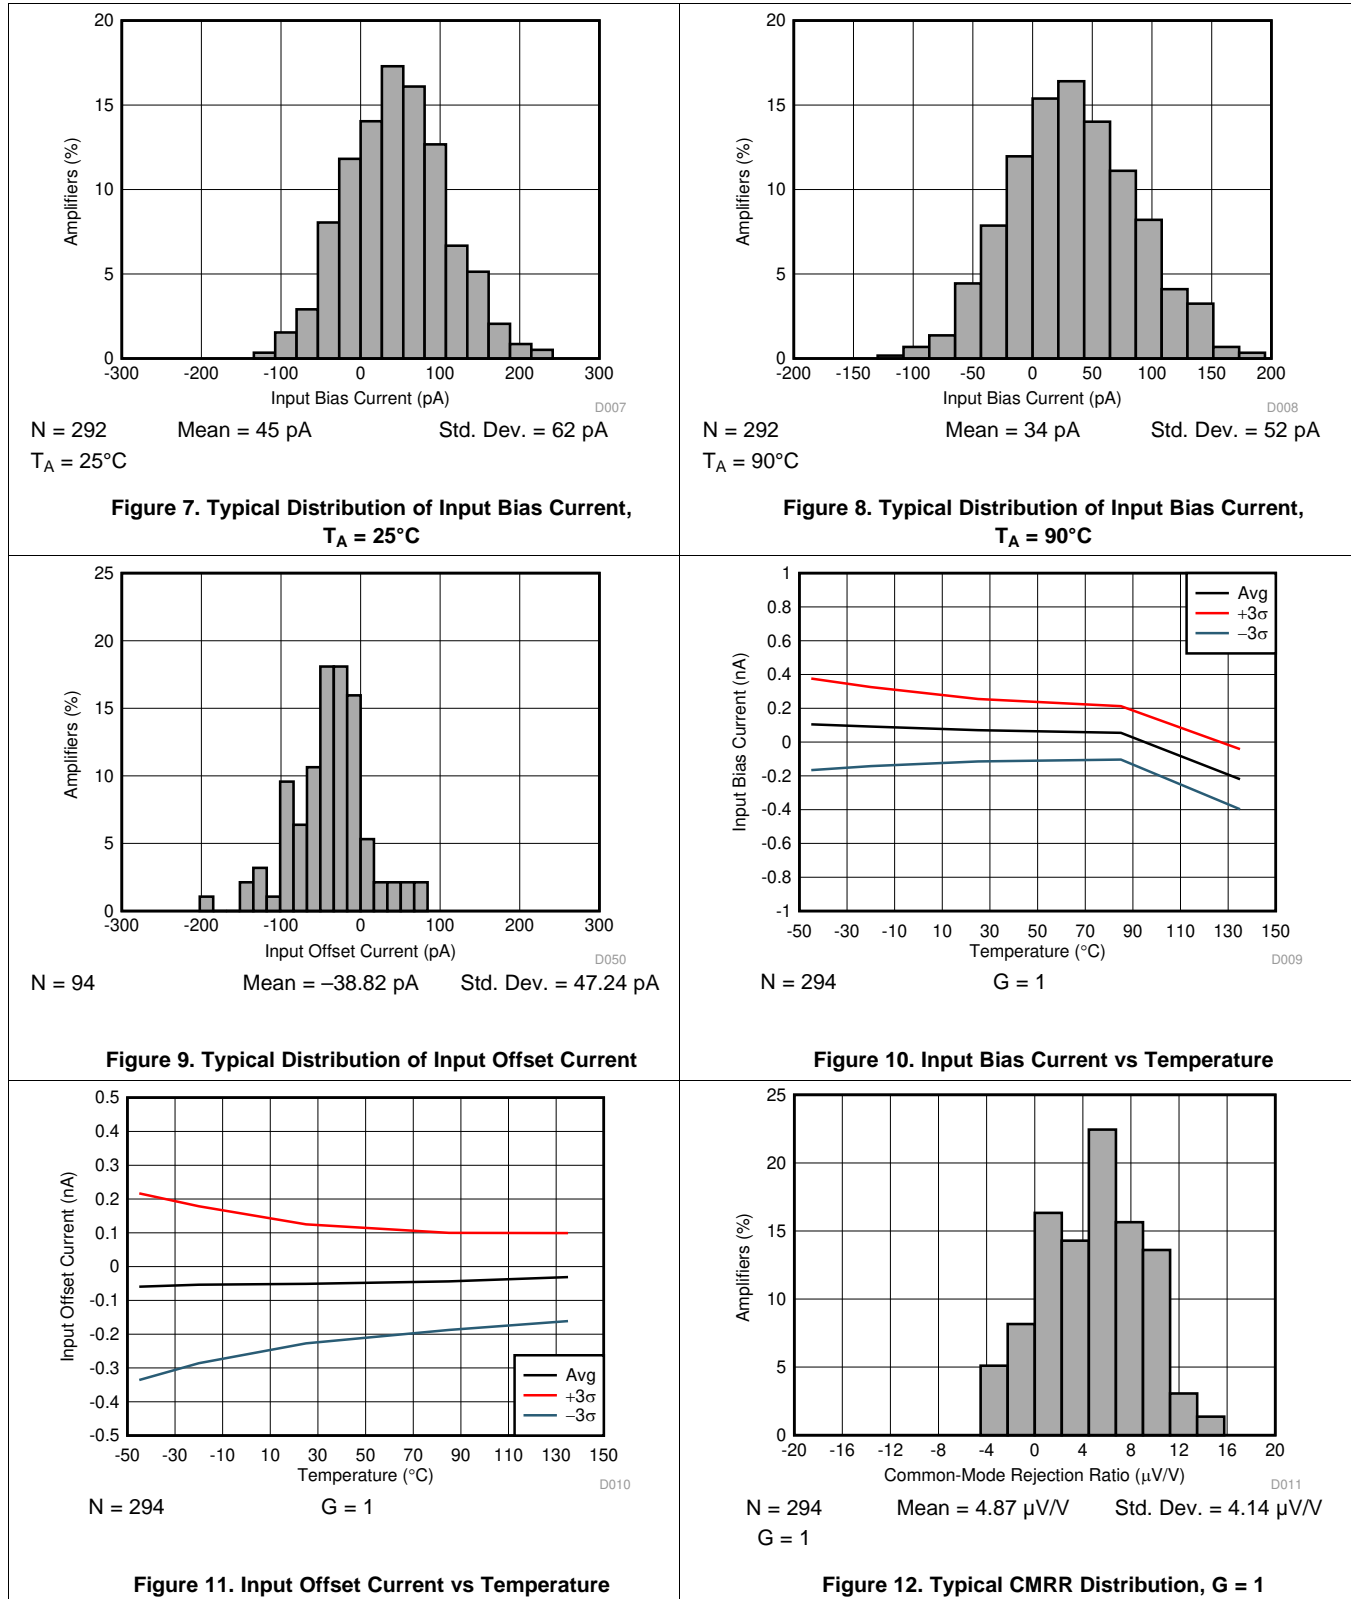 20
15
10
5
0
Amplifiers (%)
-300 -200 -100 0 100 200 300
Input Bias Current (pA)
D007
N = 292 Mean = 45 pA Std. Dev. = 62 pA
TA = 25°C
Figure 7. Typical Distribution of Input Bias Current,
TA = 25°C
20
15
10
5
0
Amplifiers (%)
-200 -150 -100 -50 0 50 100 150 200
Input Bias Current (pA)
D008
N = 292 Mean = 34 pA Std. Dev. = 52 pA
TA = 90°C
Figure 8. Typical Distribution of Input Bias Current,
TA = 90°C
25
20
15
10
5
0
Amplifiers (%)
-300 -200 -100 0 100 200 300
Input Offset Current (pA)
D050
N = 94 Mean = –38.82 pA Std. Dev. = 47.24 pA
Figure 9. Typical Distribution of Input Offset Current
1
0.8
0.6
0.4
0.2
0
-0.2
-0.4
-0.6
-0.8
-1
Input Bias Current (nA)
Avg
+3σ
–3σ
-50 -30 -10 10 30 50 70 90 110 130 150
Temperature (°C)
D009
N = 294 G = 1
Figure 10. Input Bias Current vs Temperature
0.5
0.4
0.3
0.2
0.1
0
-0.1
-0.2
-0.3
-0.4
-0.5
Input Offset Current (nA)
Avg
+3σ
–3σ
-50 -30 -10 10 30 50 70 90 110 130 150
Temperature (°C)
D010
N = 294 G = 1
Figure 11. Input Offset Current vs Temperature
25
20
15
10
5
0
Amplifiers (%)
-20 -16 -12 -8 -4 0 4 8 12 16 20
Common-Mode Rejection Ratio (µV/V)
D011
N = 294 Mean = 4.87 µV/V Std. Dev. = 4.14 µV/V
G = 1
Figure 12. Typical CMRR Distribution, G = 1